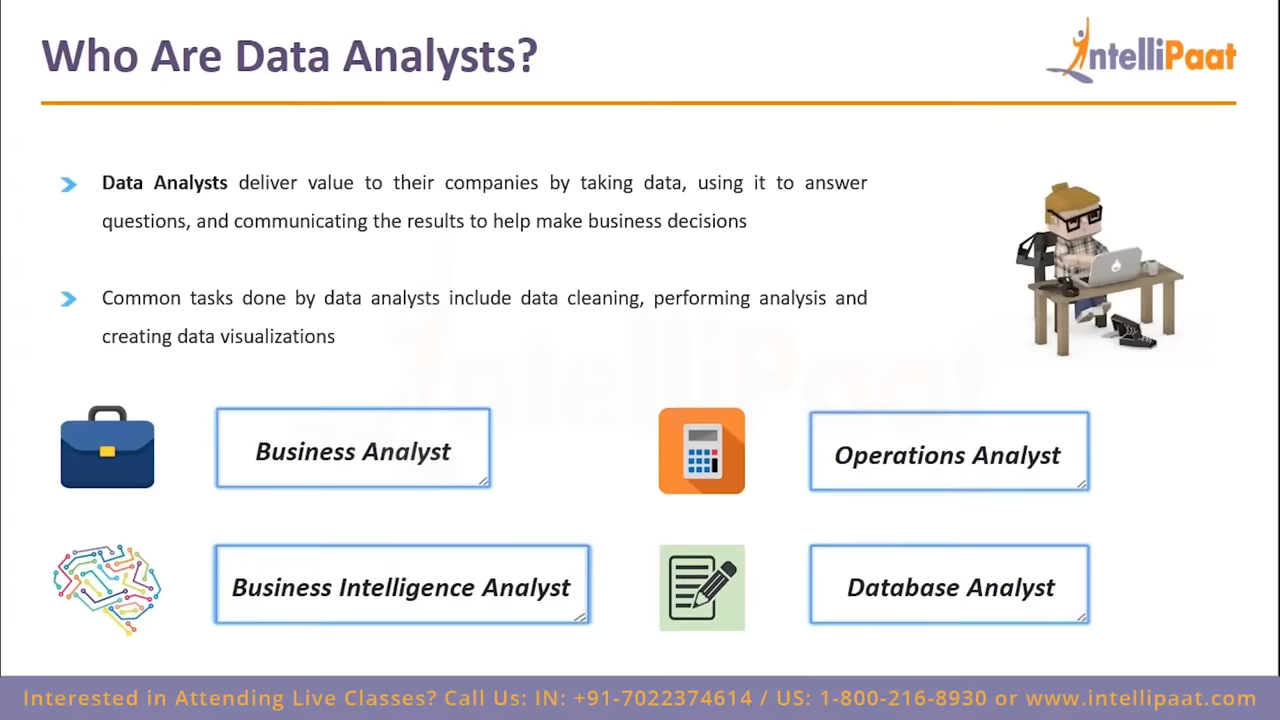 Who Are Data Analysts?
IntelliPaat
Data Analysts deliver value to their companies by taking data, using it to answer
questions, and communicating the results to help make business decisions
Common tasks done by data analysts include data cleaning, performing analysis and
creating data visualizations
IntelliPaat
Business Analyst
Operations Analyst
Business Intelligence Analyst
Database Analyst
Interested in Attending Live Classes? Call Us: IN: +91-7022374614 / US: 1-800-216-8930 or www.intellipaat.com